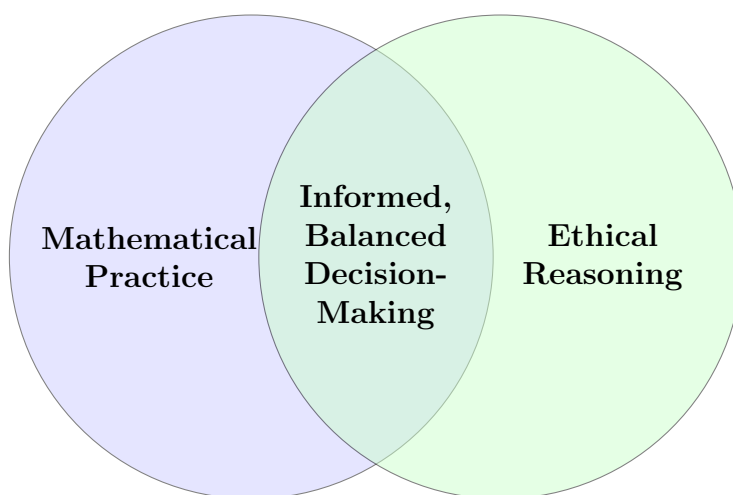 Mathematical
Practice
Informed,
Balanced
Decision-
Making
Ethical
Reasoning